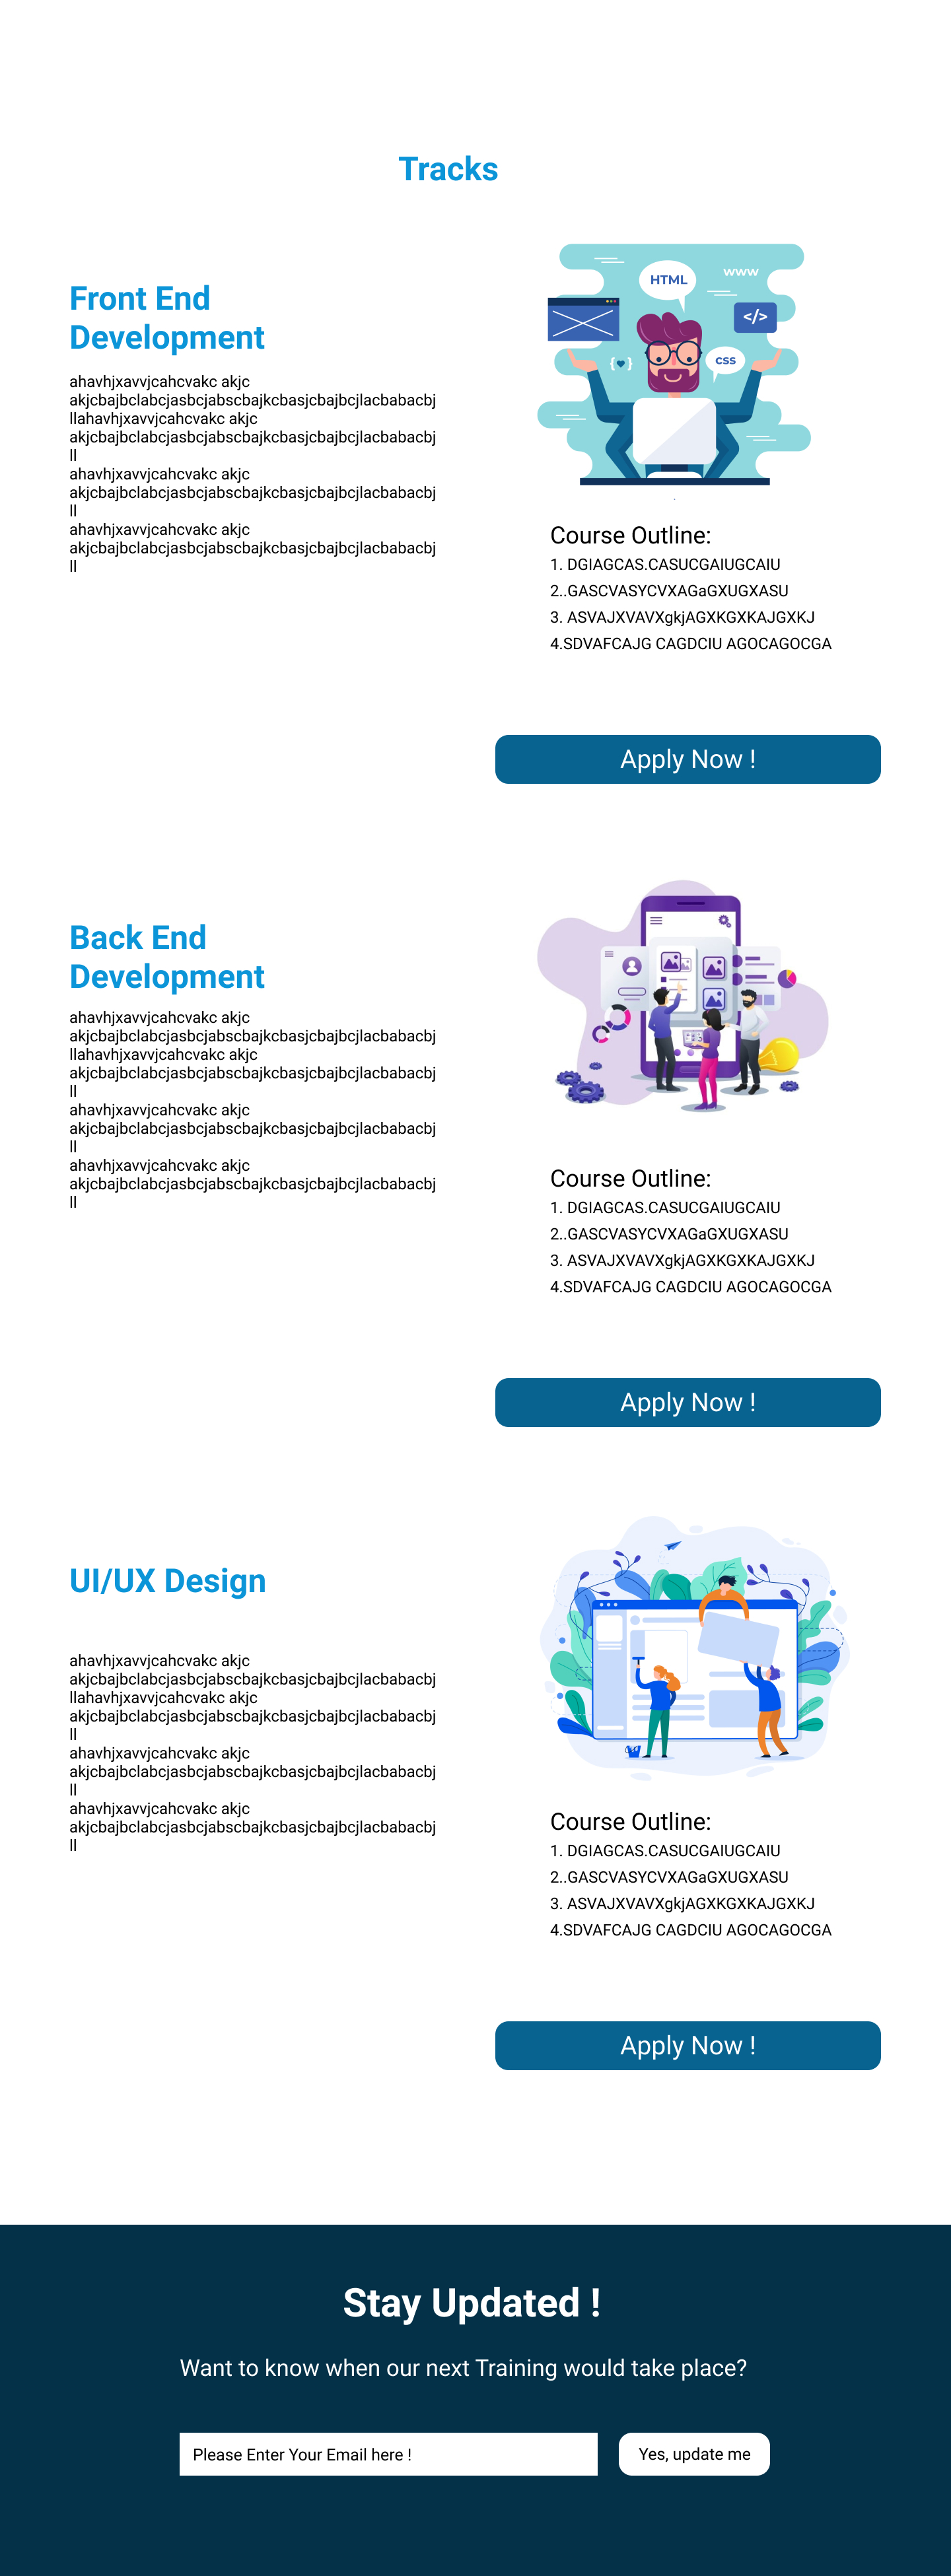 Tracks
Front End
Development
ahavhjxavvjcahcvakc akjc
akjcbajbclabcjasbcjabscbajkcbasjcbajbcjlacbabacbj
llahavhjxavvjcahcvakc akjc
akjcbajbclabcjasbcjabscbajkcbasjcbajbcjlacbabacbj
ll
ahavhjxavvjcahcvakc akjc
akjcbajbclabcjasbcjabscbajkcbasjcbajbcjlacbabacbj
ll
ahavhjxavvjcahcvakc akjc
akjcbajbclabcjasbcjabscbajkcbasjcbajbcjlacbabacbj
ll
HTML
www
</>
{ }
css
Course Outline:
1. DGIAGCAS.CASUCGAIUGCAIU
2..GASCVASYCVXAGaGXUGXASU
3. ASVAJXVAVXgkjAGXKGXKAJGXKJ
4.SDVAFCAJG CAGDCIU AGOCAGOCGA
Apply Now !
Back End
Development
ahavhjxavvjcahcvakc akjc
akjcbajbclabcjasbcjabscbajkcbasjcbajbcjlacbabacbj
llahavhjxavvjcahcvakc akjc
akjcbajbclabcjasbcjabscbajkcbasjcbajbcjlacbabacbj
ll
ahavhjxavvjcahcvakc akjc
akjcbajbclabcjasbcjabscbajkcbasjcbajbcjlacbabacbj
ll
ahavhjxavvjcahcvakc akjc
akjcbajbclabcjasbcjabscbajkcbasjcbajbcjlacbabacbj
ll
Course Outline:
1. DGIAGCAS.CASUCGAIUGCAIU
2..GASCVASYCVXAGaGXUGXASU
3. ASVAJXVAVXgkjAGXKGXKAJGXKJ
4.SDVAFCAJG CAGDCIU AGOCAGOCGA
Apply Now !
UI/UX Design
ahavhjxavvjcahcvakc akjc
akjcbajbclabcjasbcjabscbajkcbasjcbajbcjlacbabacbj
llahavhjxavvjcahcvakc akjc
akjcbajbclabcjasbcjabscbajkcbasjcbajbcjlacbabacbj
ll
ahavhjxavvjcahcvakc akjc
akjcbajbclabcjasbcjabscbajkcbasjcbajbcjlacbabacbj
ll
ahavhjxavvjcahcvakc akjc
akjcbajbclabcjasbcjabscbajkcbasjcbajbcjlacbabacbj
ll
Course Outline:
1. DGIAGCAS.CASUCGAIUGCAIU
2..GASCVASYCVXAGaGXUGXASU
3. ASVAJXVAVXgkjAGXKGXKAJGXKJ
4.SDVAFCAJG CAGDCIU AGOCAGOCGA
Apply Now !
Stay Updated !
Want to know when our next Training would take place?
Please Enter Your Email here !
Yes, update me